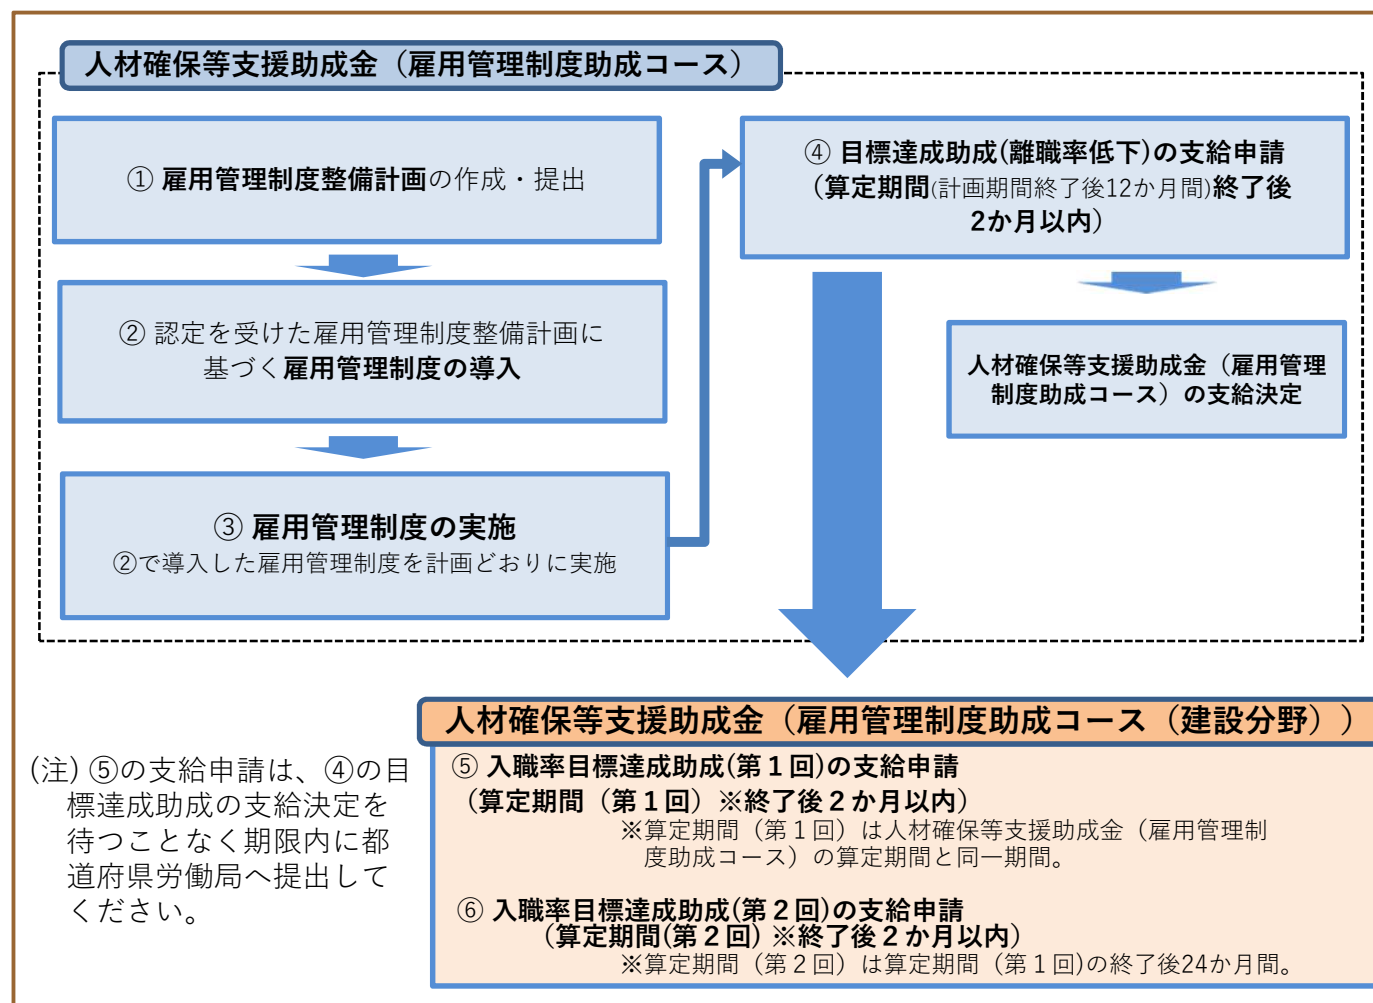 人材確保等支援助成金（雇用管理制度助成コース）
① 雇用管理制度整備計画の作成・提出
② 認定を受けた雇用管理制度整備計画に
基づく雇用管理制度の導入
③ 雇用管理制度の実施
②で導入した雇用管理制度を計画どおりに実施
④ 目標達成助成(離職率低下)の支給申請
（算定期間(計画期間終了後12か月間)終了後
2か月以内）
人材確保等支援助成金（雇用管理
制度助成コース）の支給決定
(注) ⑤の支給申請は、④の目
標達成助成の支給決定を
待つことなく期限内に都
道府県労働局へ提出して
ください。
人材確保等支援助成金（雇用管理制度助成コース（建設分野））
⑤ 入職率目標達成助成(第１回)の支給申請
（算定期間（第１回）※終了後２か月以内）
※算定期間（第１回）は人材確保等支援助成金（雇用管理制
度助成コース）の算定期間と同一期間。
⑥ 入職率目標達成助成(第２回)の支給申請
（算定期間(第２回) ※終了後２か月以内）
※算定期間（第２回）は算定期間（第１回)の終了後24か月間。